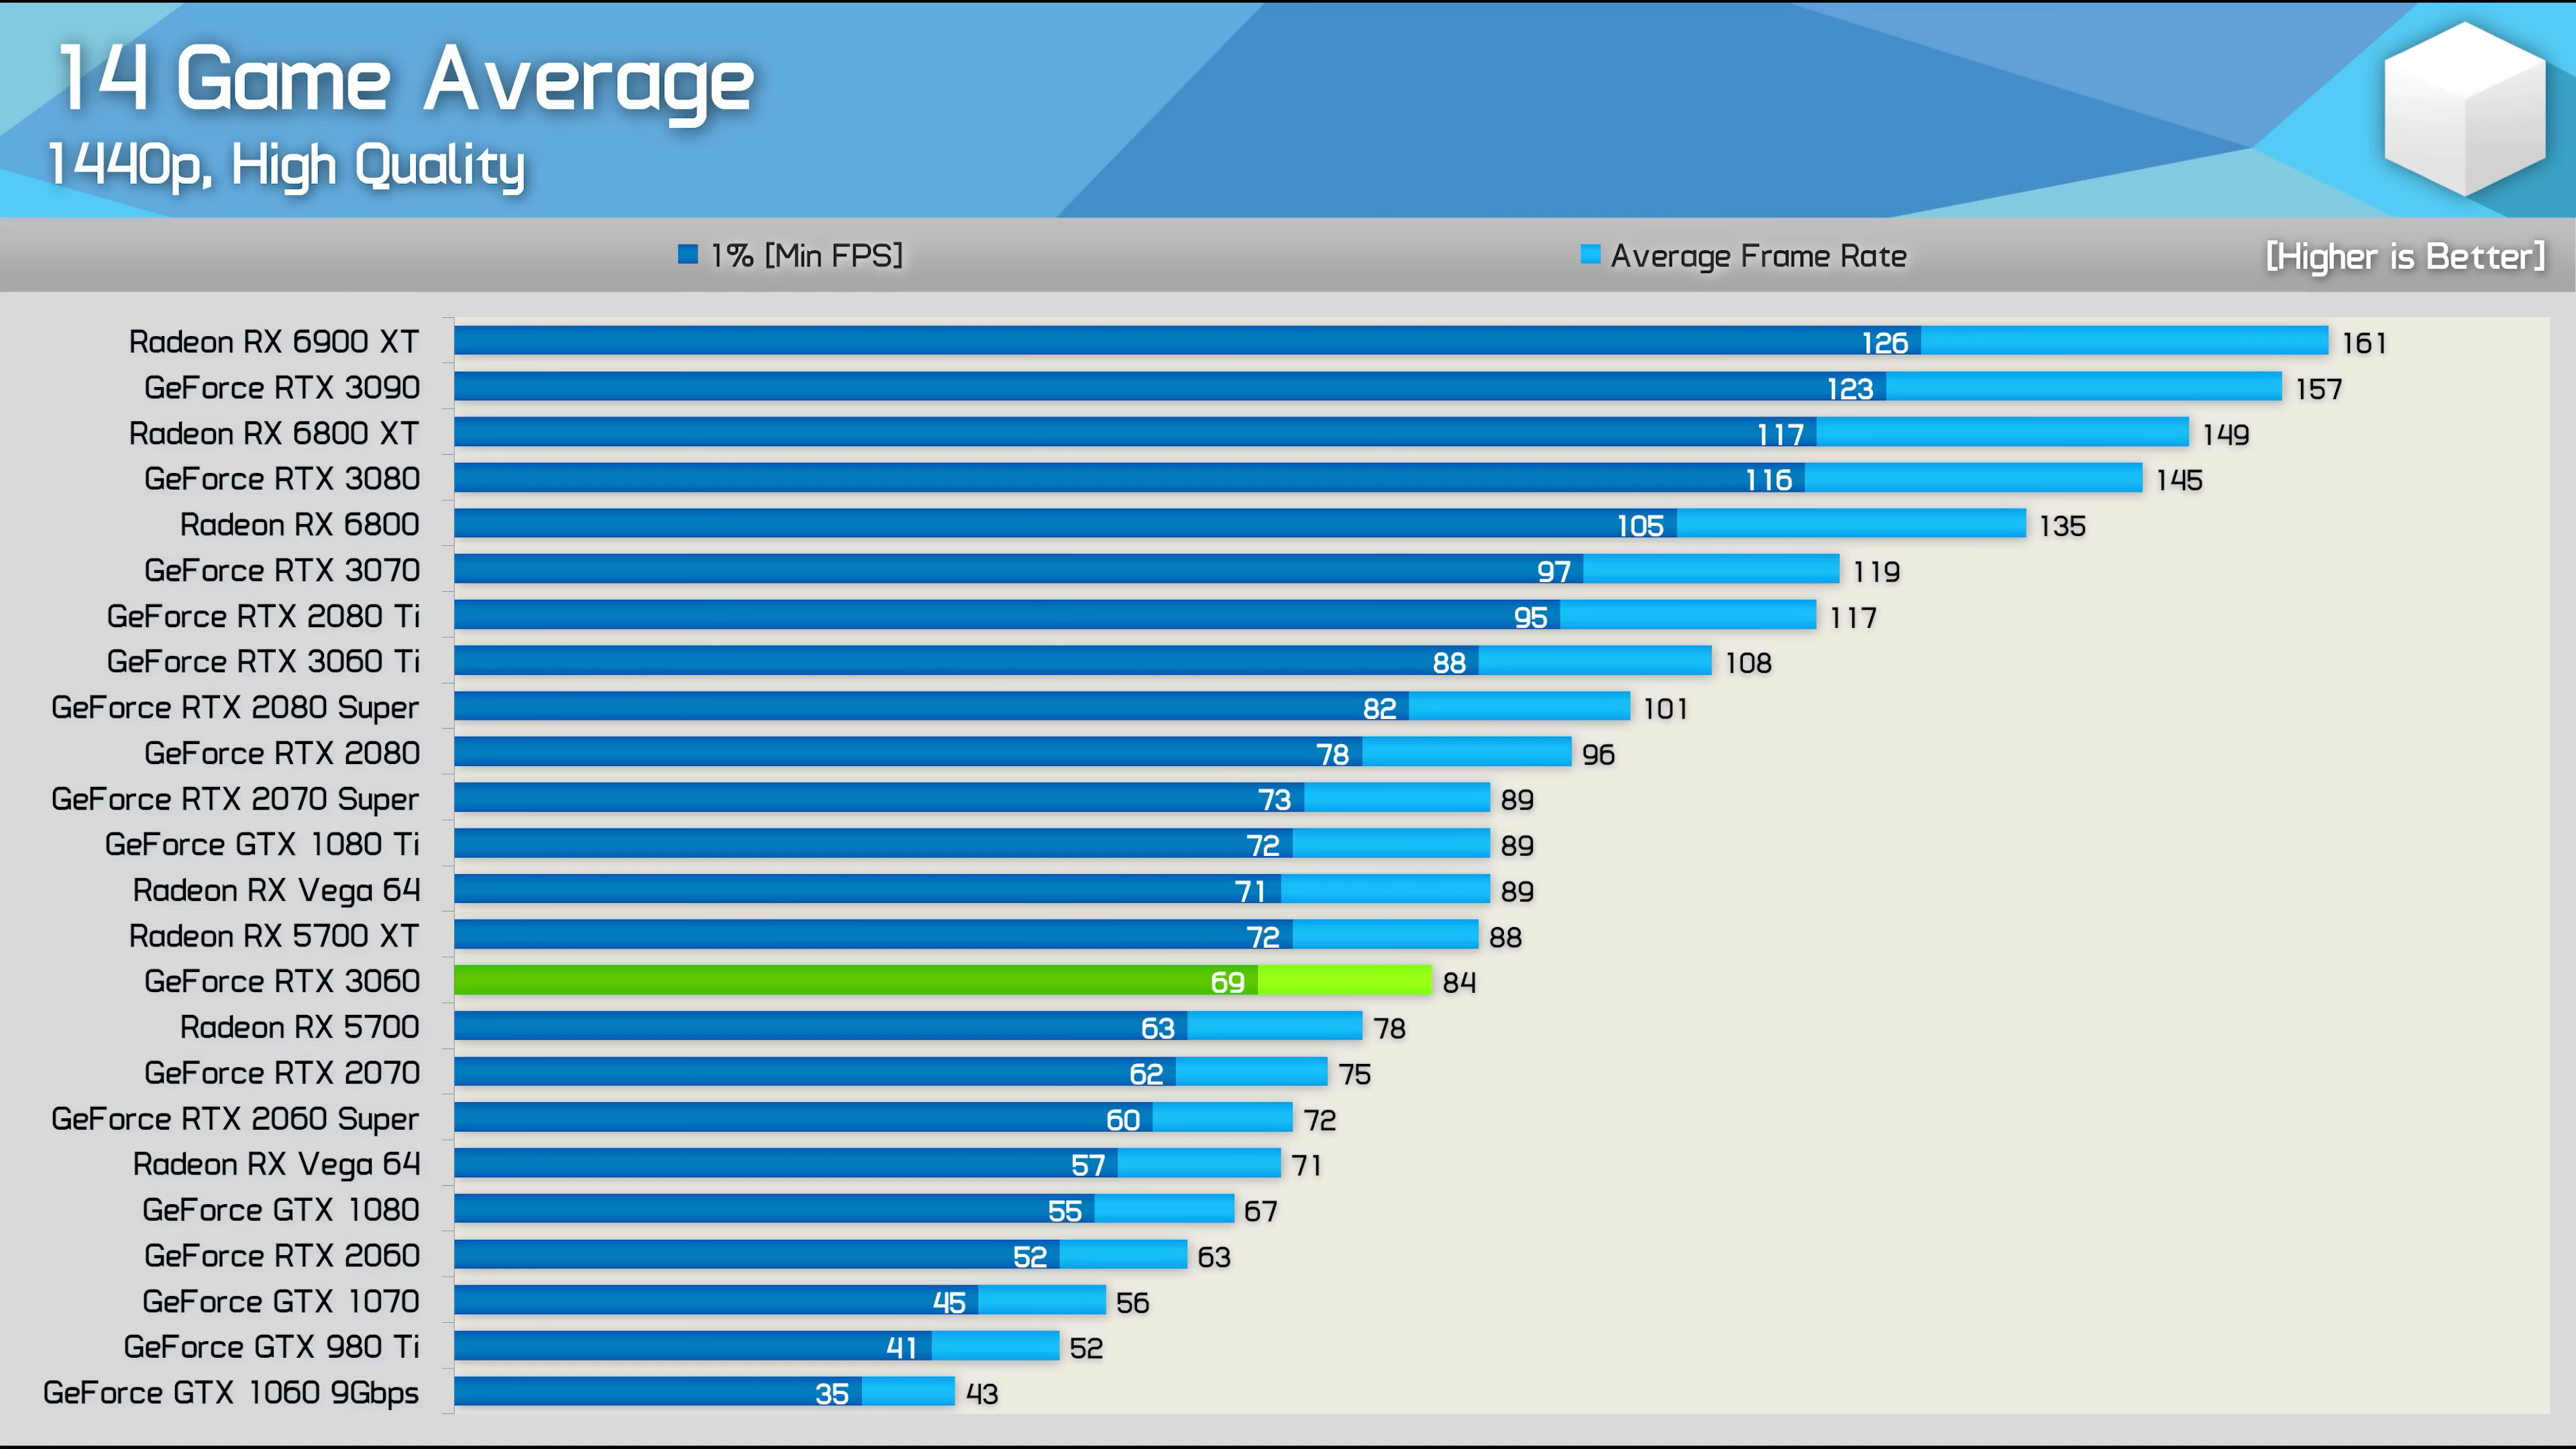 14 Game Average
1440p, High Quality
1% [Min FPS] Average Frame Rate [Higher is Better]
Radeon RX 6900 XT 126 161
GeForce RTX 3090 123 157
Radeon RX 6800 XT 117 149
GeForce RTX 3080 116 145
Radeon RX 6800 105 135
GeForce RTX 3070 97 119
GeForce RTX 2080 Ti 95 117
GeForce RTX 3060 Ti 88 108
GeForce RTX 2080 Super 82 101
GeForce RTX 2080 78 96
GeForce RTX 2070 Super 73 89
GeForce GTX 1080 Ti 72 89
Radeon RX Vega 64 71 89
Radeon RX 5700 XT 72 88
GeForce RTX 3060 69 84
Radeon RX 5700 63 78
GeForce RTX 2070 62 75
GeForce RTX 2060 Super 60 72
Radeon RX Vega 64 57 71
GeForce GTX 1080 55 67
GeForce RTX 2060 52 63
GeForce GTX 1070 45 56
GeForce GTX 980 Ti 41 52
GeForce GTX 1060 9Gbps 35 43